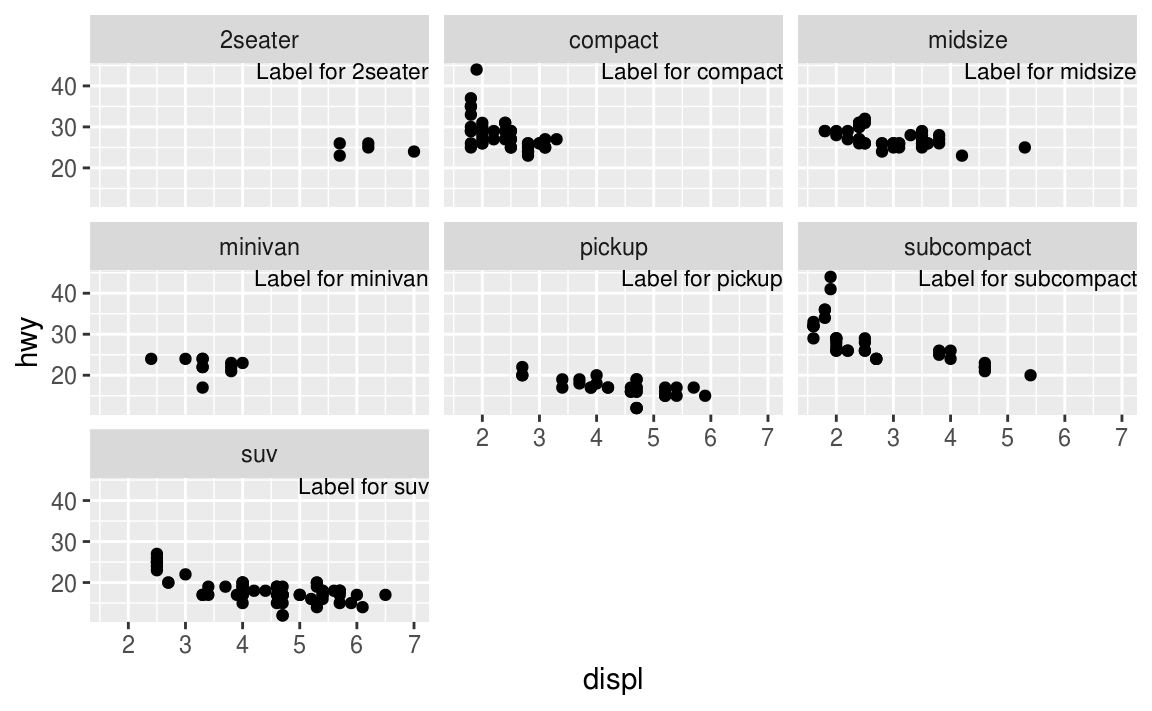 2seater
compact
midsize
Label for 2seater
Label for compact
Label for midsize
40
30
20
minivan
pickup
subcompact
Label for minivan
Label for pickup
Label for subcompact
40
30
20
2 3 4 5 6 7
2 3 4 5 6 7
suv
Label for suv
40
30
20
2 3 4 5 6 7
hwy
displ